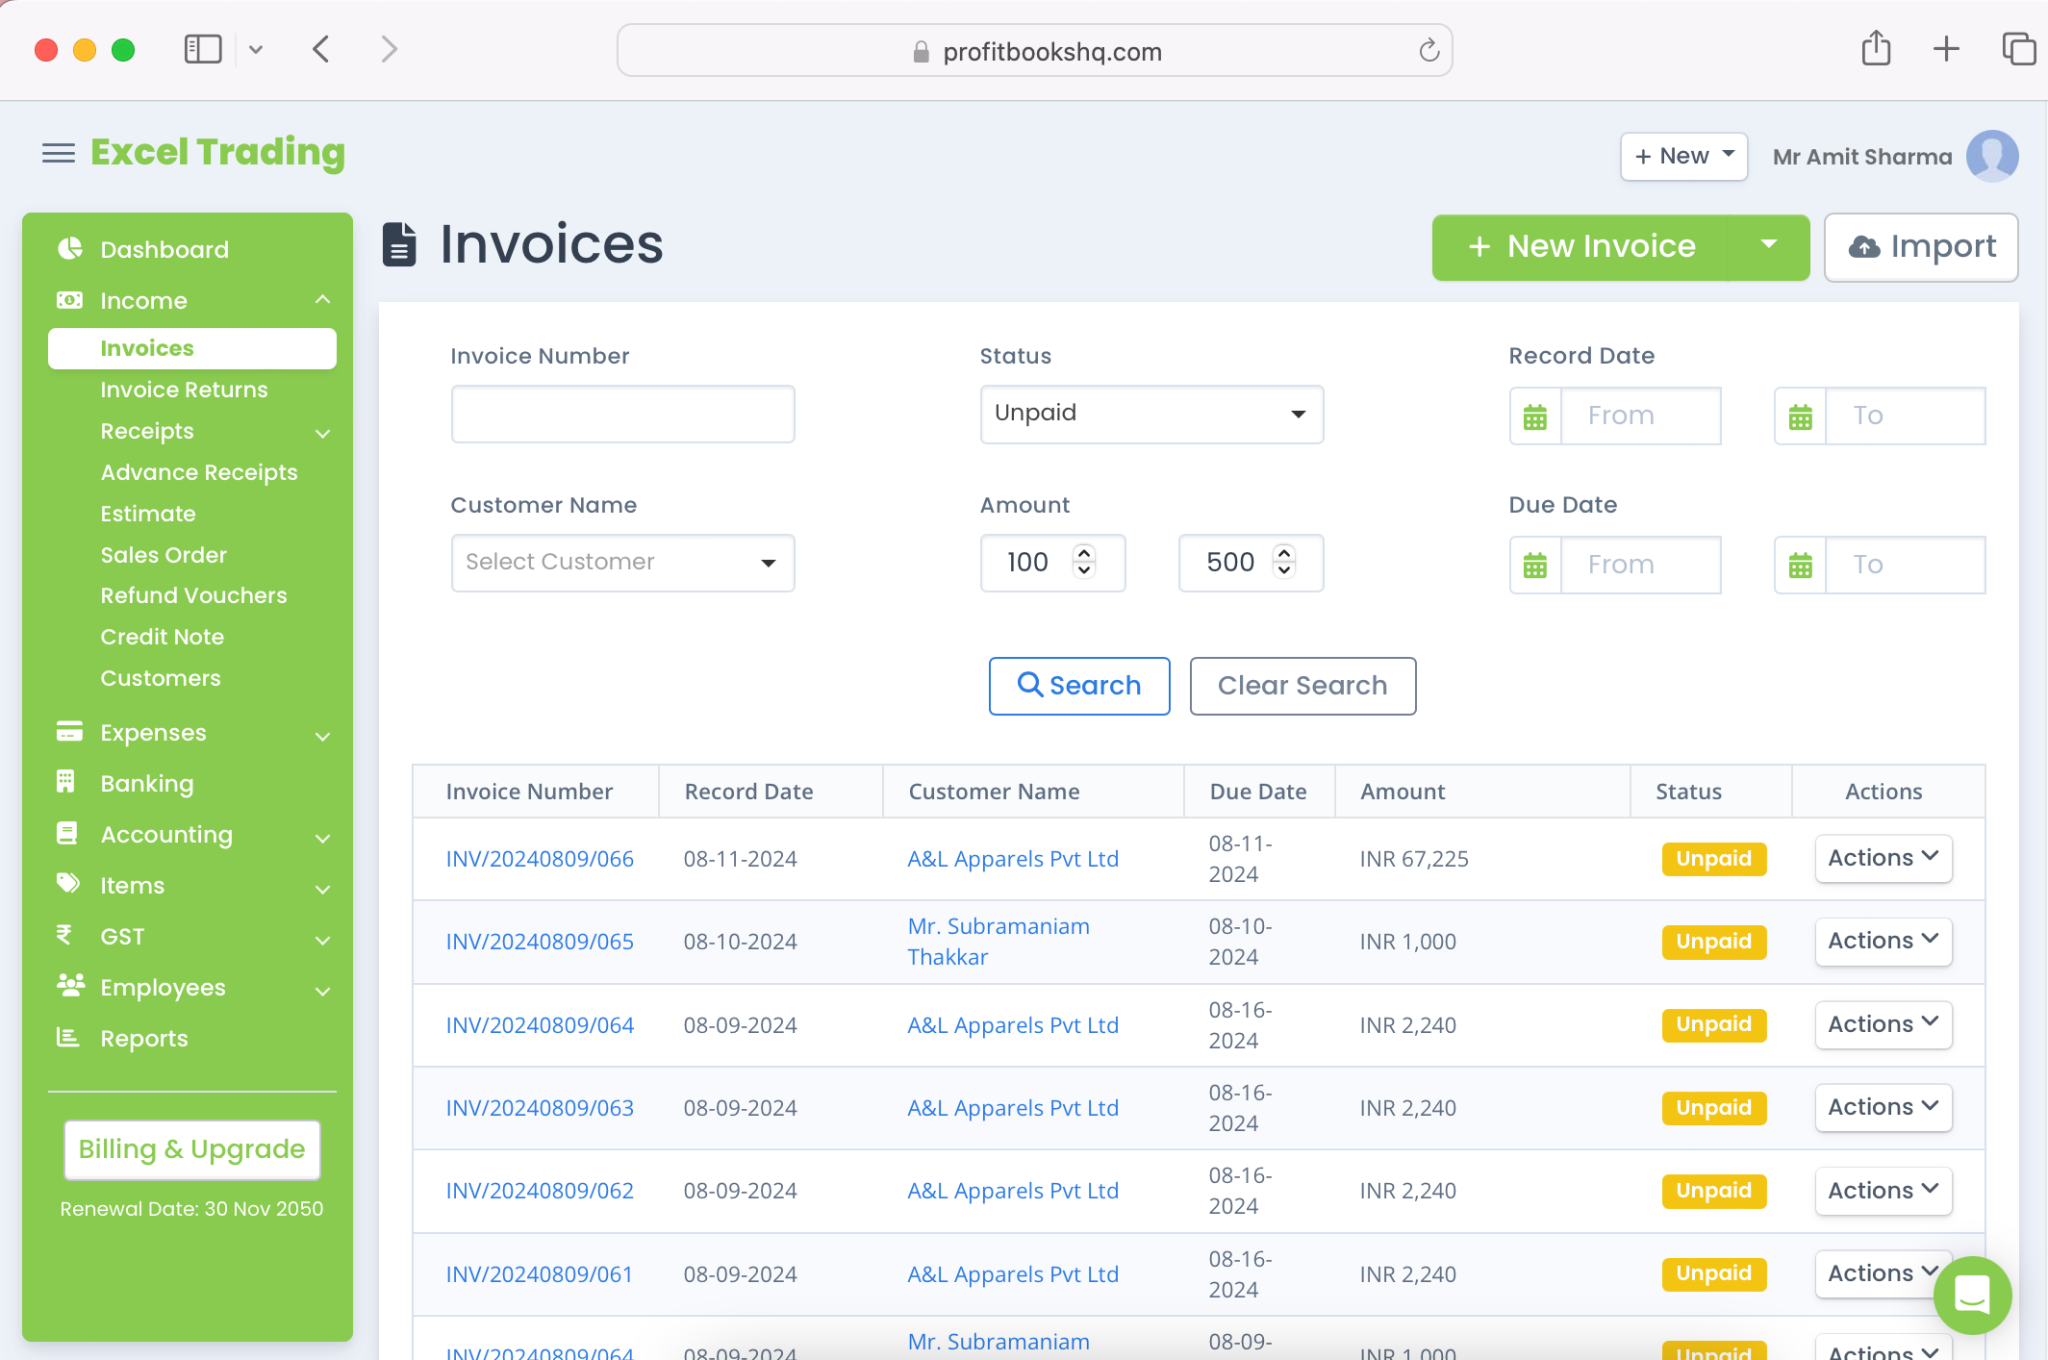 profitbookshq.com
Excel Trading
+ New
Mr Amit Sharma
Dashboard
Income
Invoices
Invoice Returns
Receipts
Advance Receipts
Estimate
Sales Order
Refund Vouchers
Credit Note
Customers
Expenses
Banking
Accounting
Items
GST
Employees
Reports
Billing & Upgrade
Renewal Date: 30 Nov 2050
Invoices
+ New Invoice
Import
Invoice Number
Status
Record Date
Unpaid
From
To
Customer Name
Amount
Due Date
Select Customer
100
500
From
To
Search
Clear Search
Invoice Number Record Date Customer Name Due Date Amount Status Actions
INV/20240809/066 08-11-2024 A&L Apparels Pvt Ltd 08-11-
2024 INR 67,225 Unpaid Actions
INV/20240809/065 08-10-2024 Mr. Subramaniam
Thakkar 08-10-
2024 INR 1,000 Unpaid Actions
INV/20240809/064 08-09-2024 A&L Apparels Pvt Ltd 08-16-
2024 INR 2,240 Unpaid Actions
INV/20240809/063 08-09-2024 A&L Apparels Pvt Ltd 08-16-
2024 INR 2,240 Unpaid Actions
INV/20240809/062 08-09-2024 A&L Apparels Pvt Ltd 08-16-
2024 INR 2,240 Unpaid Actions
INV/20240809/061 08-09-2024 A&L Apparels Pvt Ltd 08-16-
2024 INR 2,240 Unpaid Actions
INV/20240809/064 08-09-2024 Mr. Subramaniam 08-09-
INR 1,000 Unpaid Actions